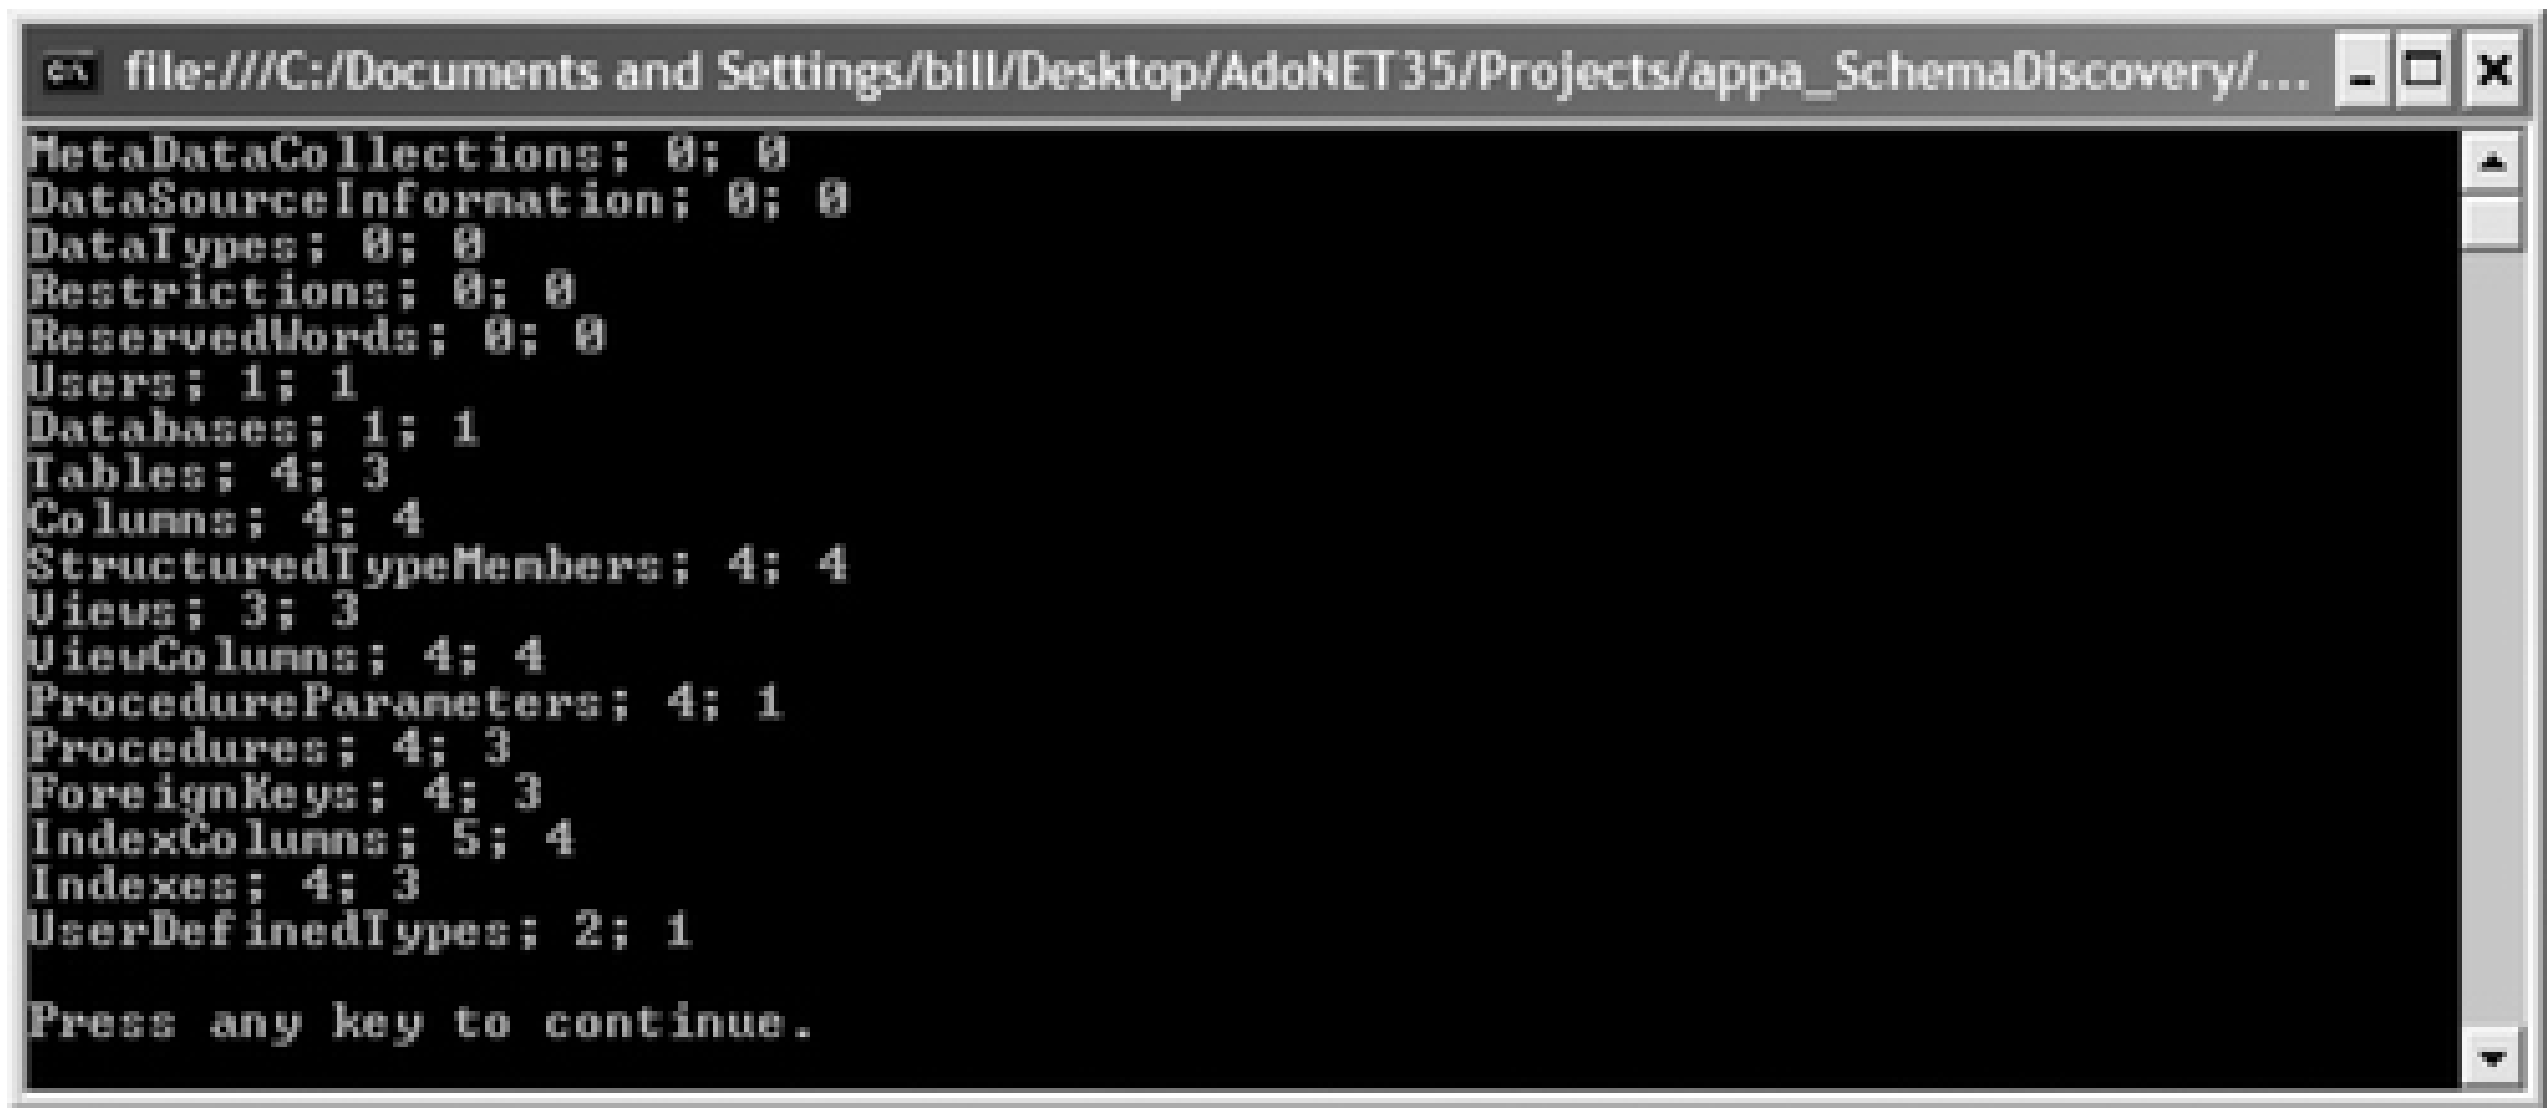 file:///C:/Documents and Settings/bill/Desktop/AdoNET35/Projects/appa_SchemaDiscovery/...
MetaDataCollections; 0; 0
DataSourceInformation; 0; 0
DataTypes; 0; 0
Restrictions; 0; 0
ReservedWords; 0; 0
Users; 1; 1
Databases; 1; 1
Tables; 4; 3
Columns; 4; 4
StructuredTypeMembers; 4; 4
Views; 3; 3
ViewColumns; 4; 4
ProcedureParameters; 4; 1
Procedures; 4; 3
ForeignKeys; 4; 3
IndexColumns; 5; 4
Indexes; 4; 3
UserDefinedTypes; 2; 1
Press any key to continue.